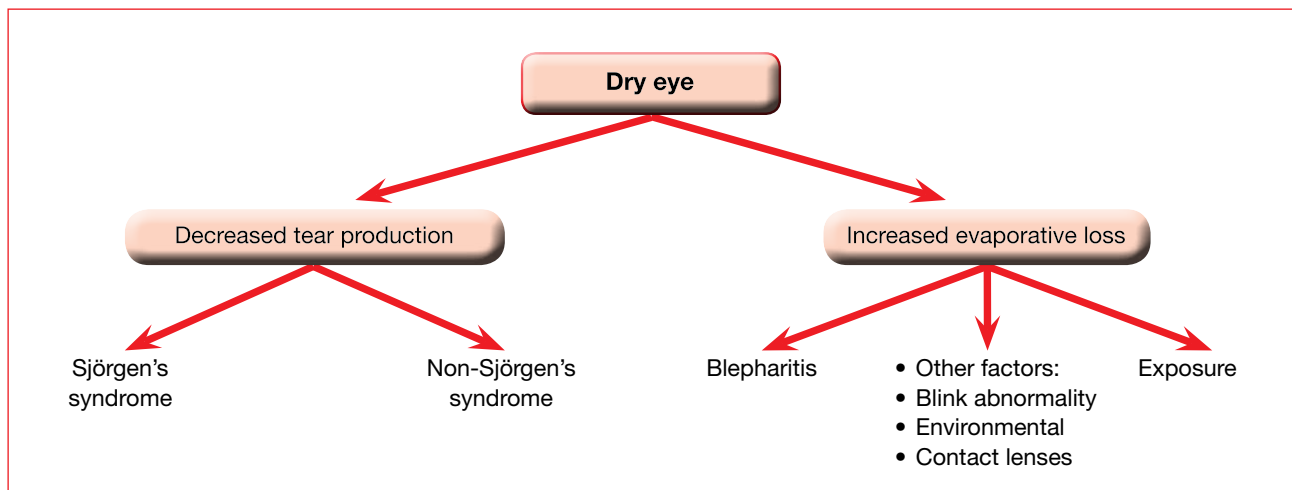 Dry eye
Decreased tear production
Increased evaporative loss
Sjörgen's
syndrome
Non-Sjörgen's
syndrome
Blepharitis
• Other factors:
• Blink abnormality
• Environmental
• Contact lenses
Exposure